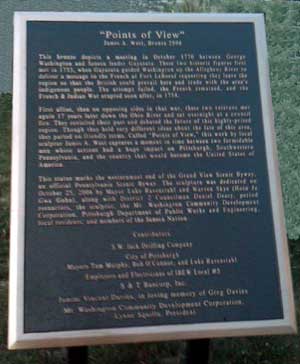 "Points of View"
James A. West, Bronze 2006
This bronze depicts a meeting in October 1770 between George
Washington and Seneca leader Guyasuta. These two historic figures first
met in 1753, when Guyasuta guided Washington up the Allegheny River to
deliver a message to the French at Fort LeBoeuf requesting they leave the
region so that the British could prevail here and trade with the area's
indigenous people. The attempt failed, the French remained, and the
French & Indian War erupted soon after, in 1754.
First allies, then on opposing sides in that war, these two veterans met
again 17 years later down the Ohio River and sat overnight at a council
fire. They revisited their past and debated the future of this highly-prized
region. Though they held very different ideas about the fate of this area,
they parted on friendly terms. Called "Points of View," this work by local
sculptor James A. West captures a moment in time between two formidable
men whose actions had a huge impact on Pittsburgh, Southwestern
Pennsylvania, and the country that would become the United States of
America.
This statue marks the westernmost end of the Grand View Scenic Byway,
an official Pennsylvania Scenic Byway. The sculpture was dedicated on
October 25, 2006 by Mayor Luke Ravenstahl and Warren Skye
Gwa Gwha), along with District 2 Councilman Daniel Deasy, period
reenactors, the sculptor, the Mt. Washington Community Development
Corporation, Pittsburgh Department of Public Works and Engineering,
local residents, and members of the Seneca Nation.
Contributors
S.W. Jack Drilling Company
City of Pittsburgh
Mayors Tom Murphy, Bob O'Connor, and Luke Ravenstahl
Employees and Electricians of IBEW Local #5
S & T Bancorp, Inc.
Vincent Davies, in loving memory of Greg Davies
Mt. Washington Community Development Corporation,
Lynne Squilla, President